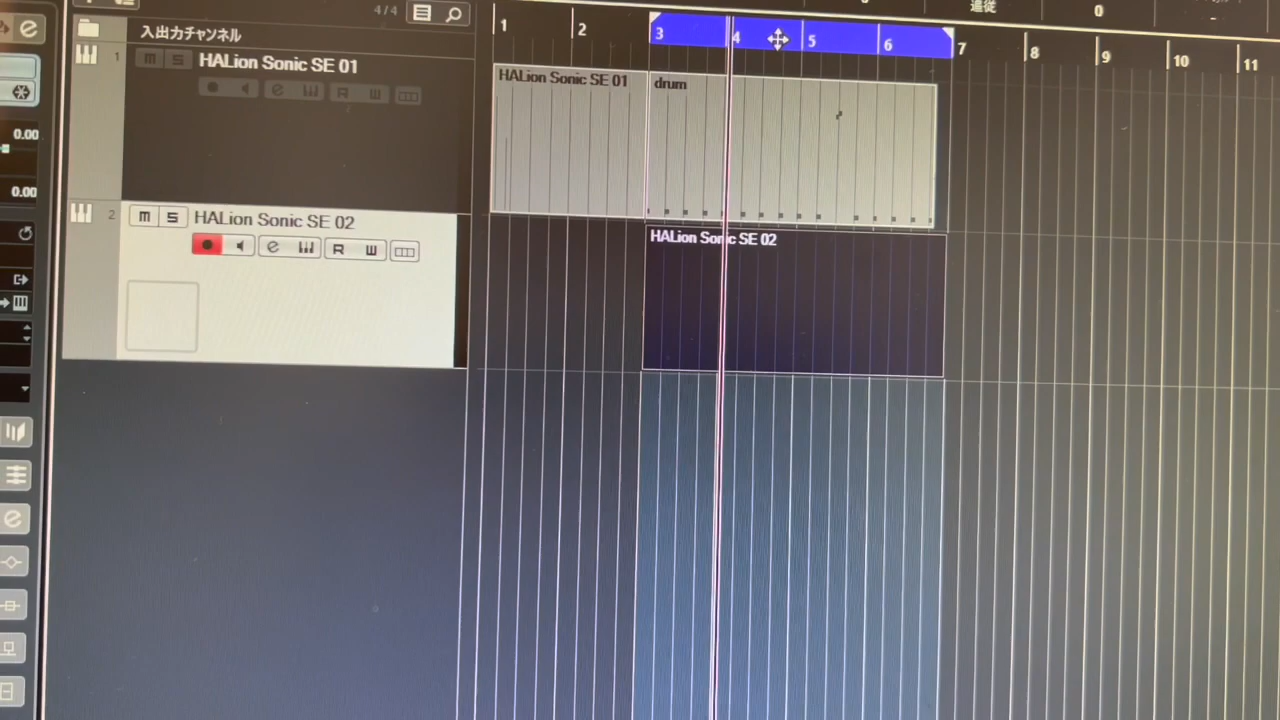 4/4
0
入出力チャンネル
1 2 3 4 5 6 7 8 9 10 11
1 m S HALion Sonic SE 01
e R W
HALion Sonic SE 01 drum
0.00
0.00
2 m S HALion Sonic SE 02
e R W
HALion Sonic SE 02